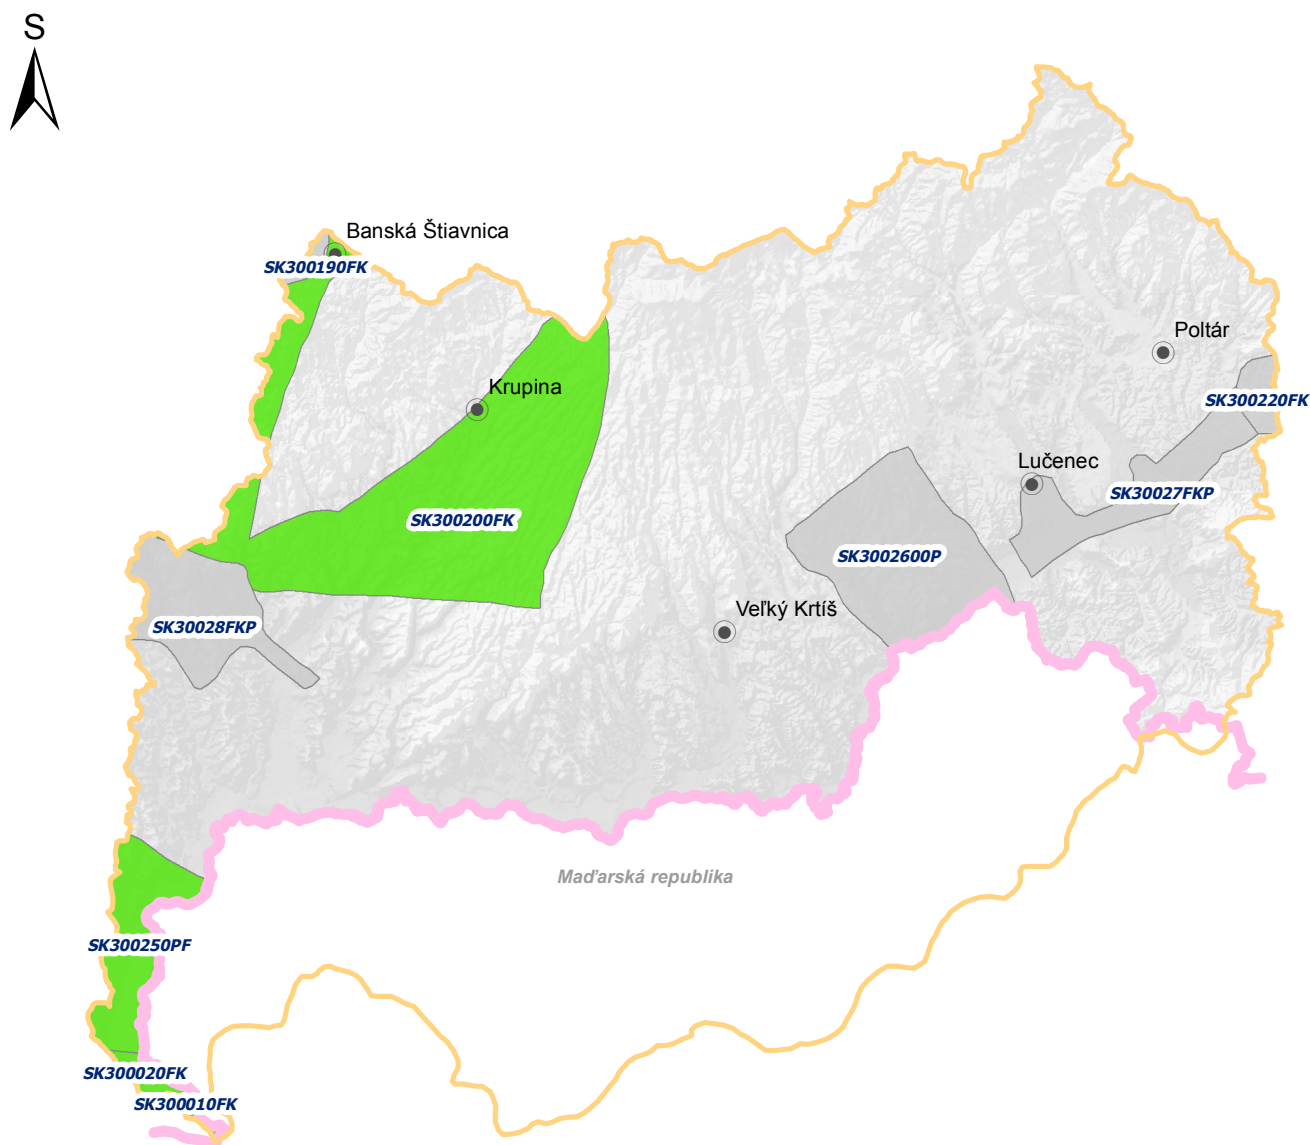 S
Banská Štiavnica
SK300190FK
Poltár
Krupina
SK300220FK
Lučenec
SK30027FKP
SK300200FK
SK3002600P
Veľký Krtíš
SK30028FKP
Maďarská republika
SK300250PF
SK300020FK
SK300010FK